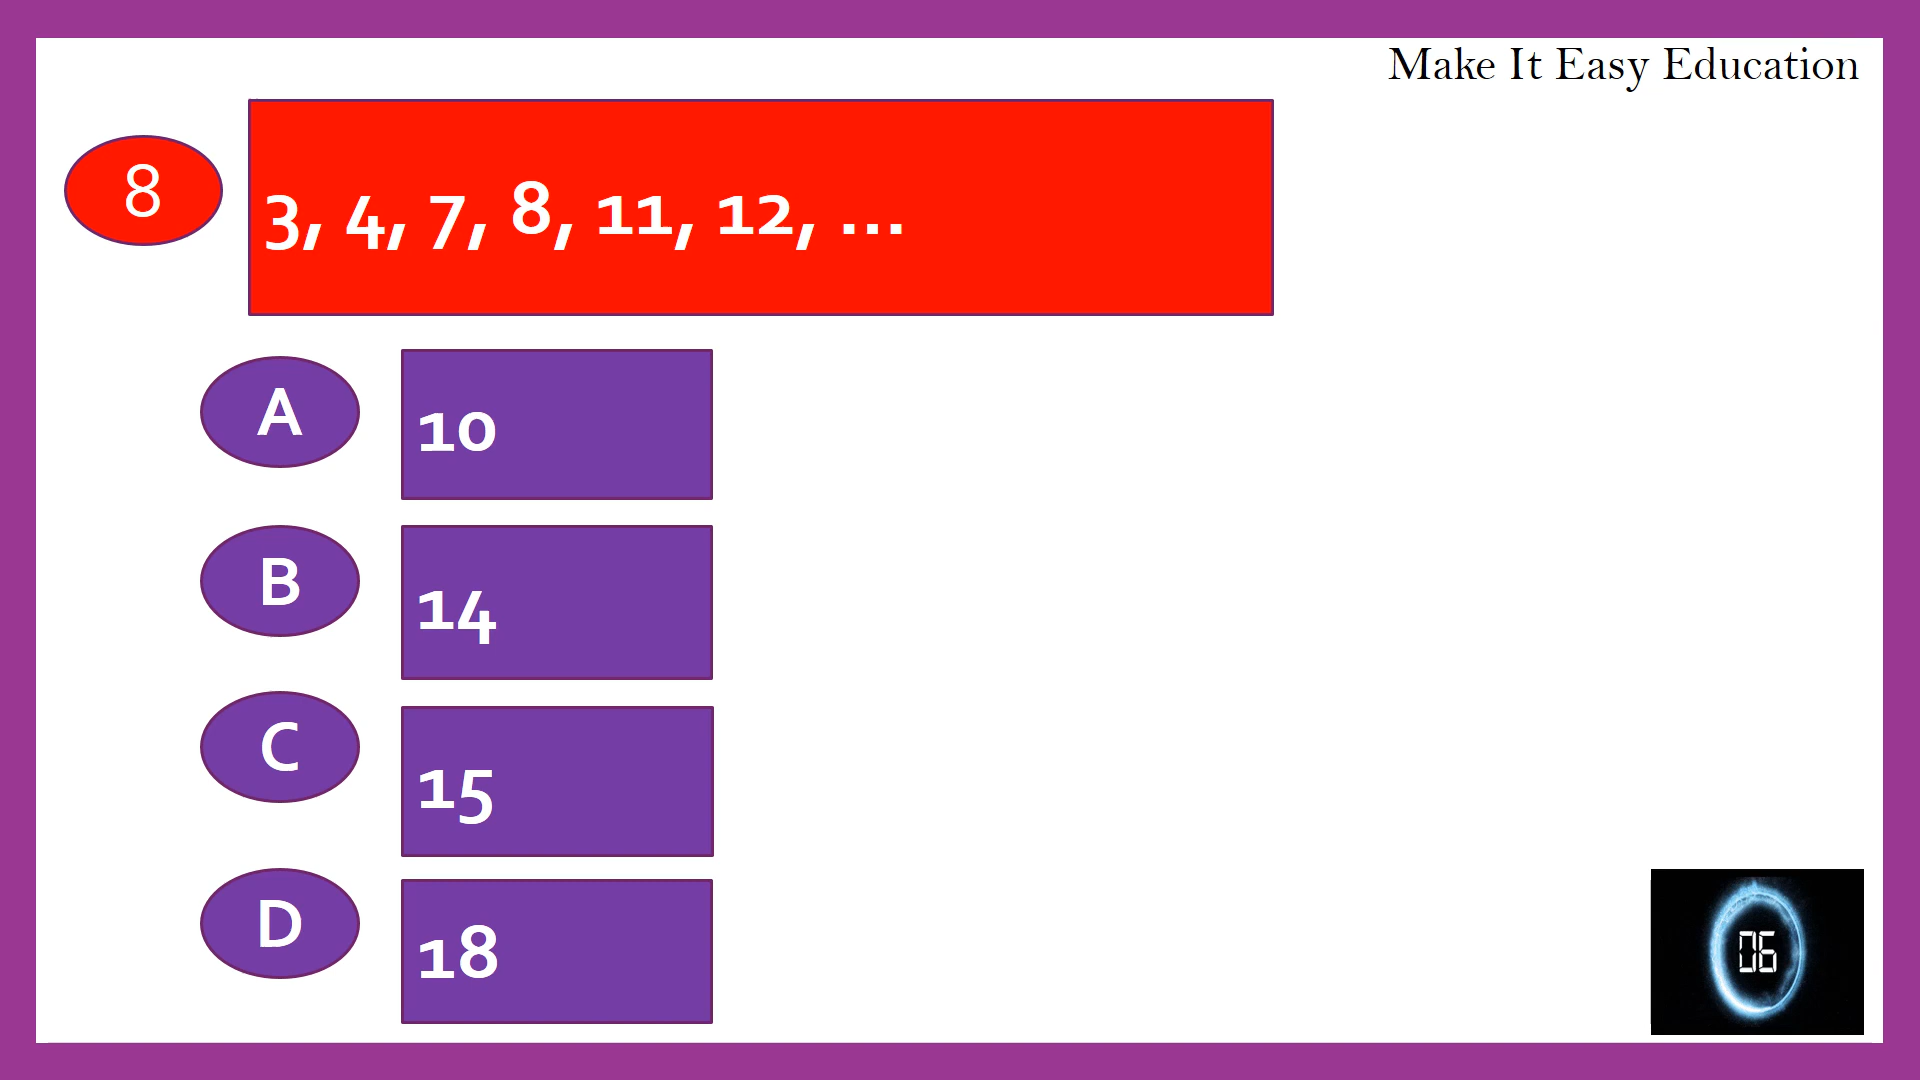 Make It Easy Education
8
3, 4, 7, 8, 11, 12, ...
A
10
B
14
C
15
D
18
06